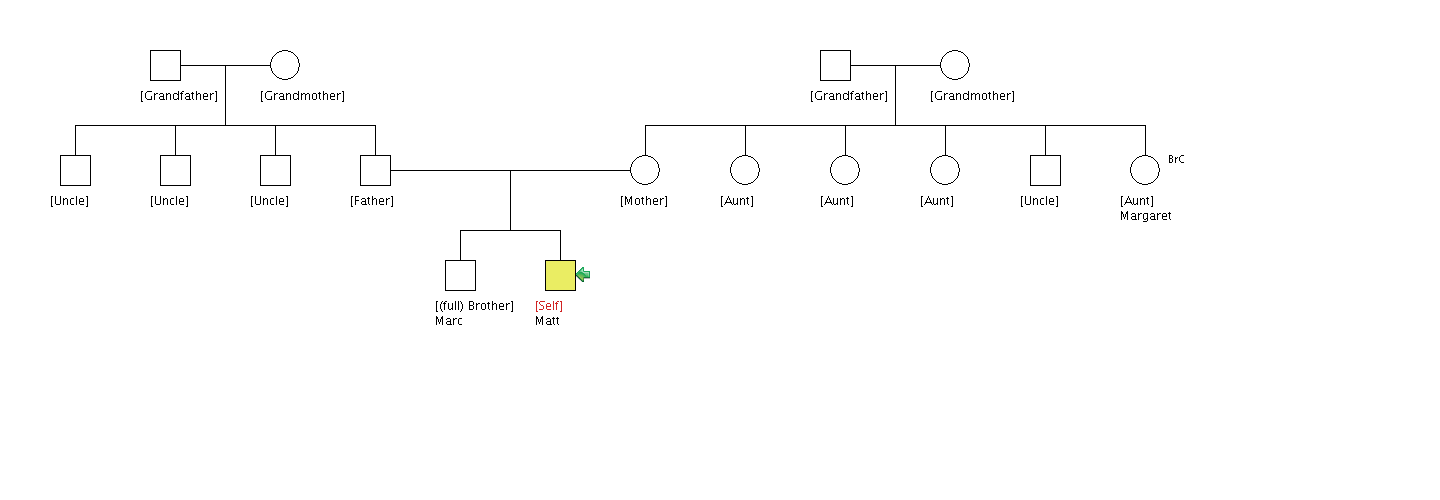 [Grandfather] [Grandmother] [Grandfather] [Grandmother]
BrC
[Uncle] [Uncle] [Uncle] [Father] [Mother] [Aunt] [Aunt] [Aunt] [Uncle] [Aunt]
Margaret
[(full) Brother] [Self]
Marc Matt